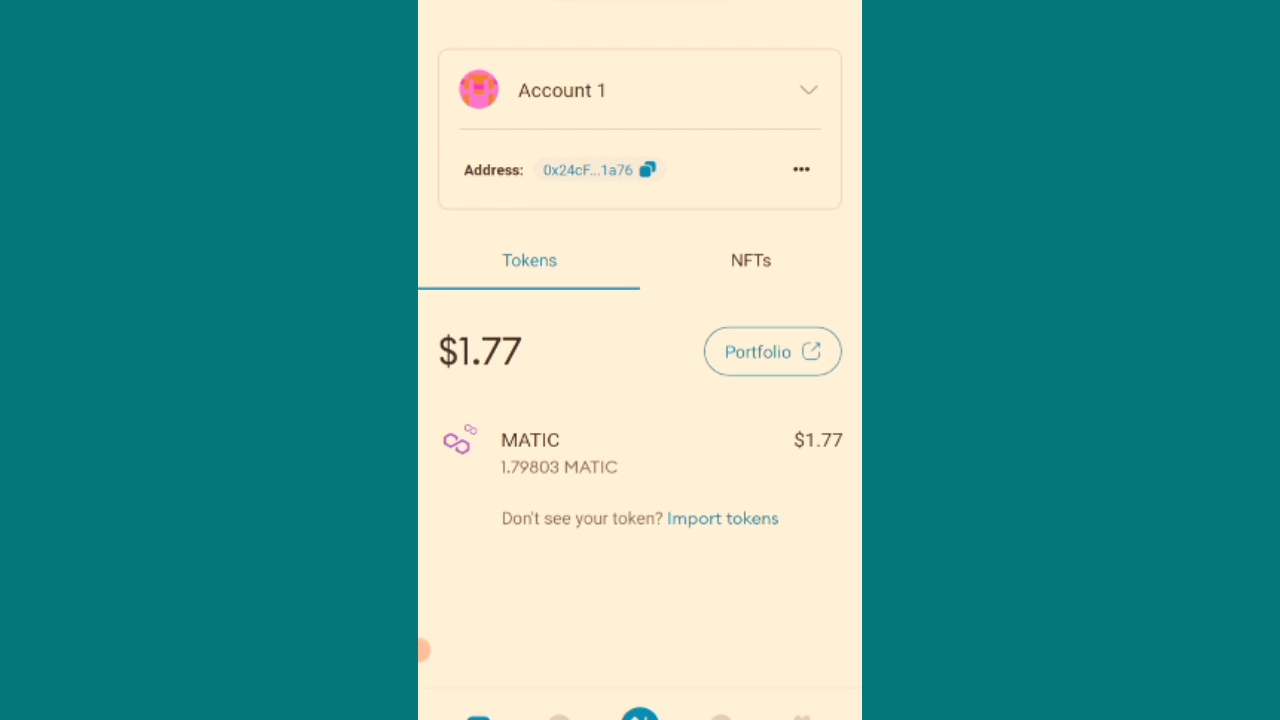 Account 1
Address: 0x24cF...1a76
Tokens NFTs
$1.77 Portfolio
MATIC $1.77
1.79803 MATIC
Don't see your token? Import tokens